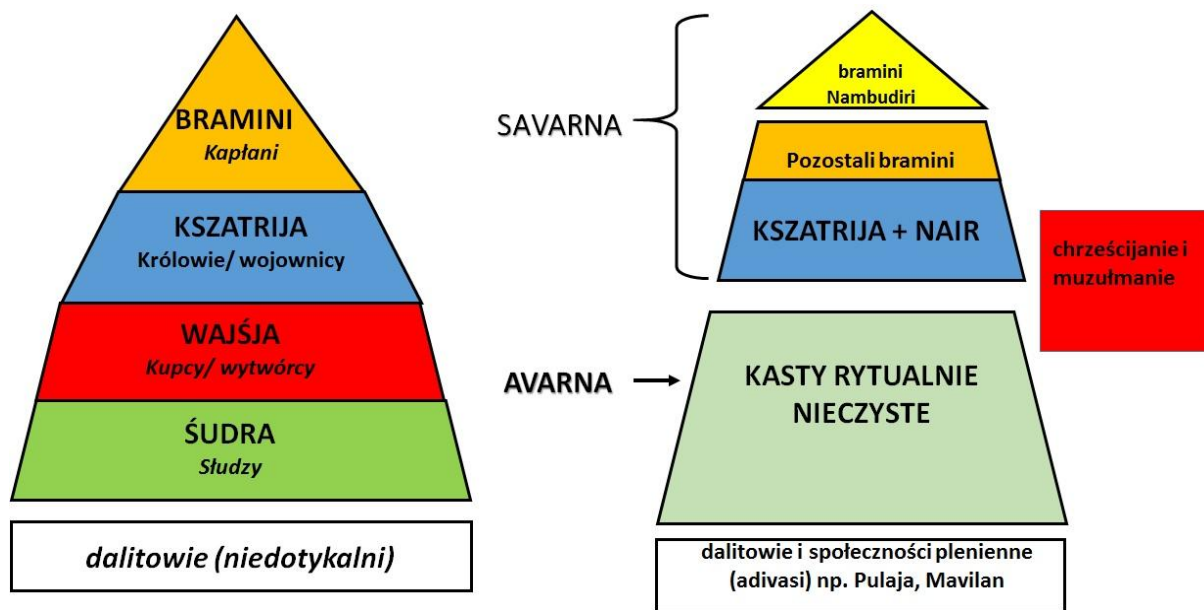 BRAMINI
Kapłani
KSZATRIJA
Królowie/ wojownicy
WAJŚJA
Kupcy/ wytwórcy
ŚUDRA
Słudzy
dalitowie (niedotykalni)
SAVARNA
bramini
Nambudiri
Pozostali bramini
KSZATRIJA + NAIR
chrześcijanie i
muzułmanie
AVARNA
KASTY RYTUALNIE
NIECZYSTE
dalitowie i społeczności plenienne
(adivasi) np. Pulaja, Mavilan